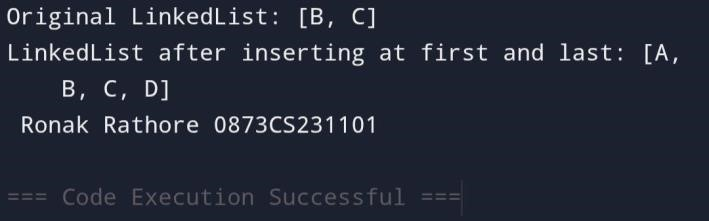 Original LinkedList: [B, C]
LinkedList after inserting at first and last: [A,
B, C, D]
Ronak Rathore 0873CS231101
=== Code Execution Successful ===